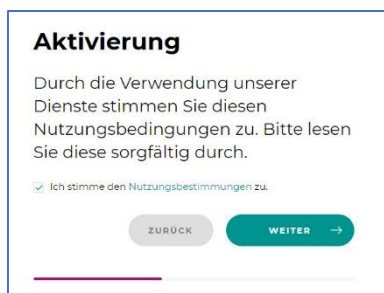 Aktivierung
Durch die Verwendung unserer
Dienste stimmen Sie diesen
Nutzungsbedingungen zu. Bitte lesen
Sie diese sorgfältig durch.
Ich stimme den Nutzungsbestimmungen zu.
ZURÜCK
WEITER